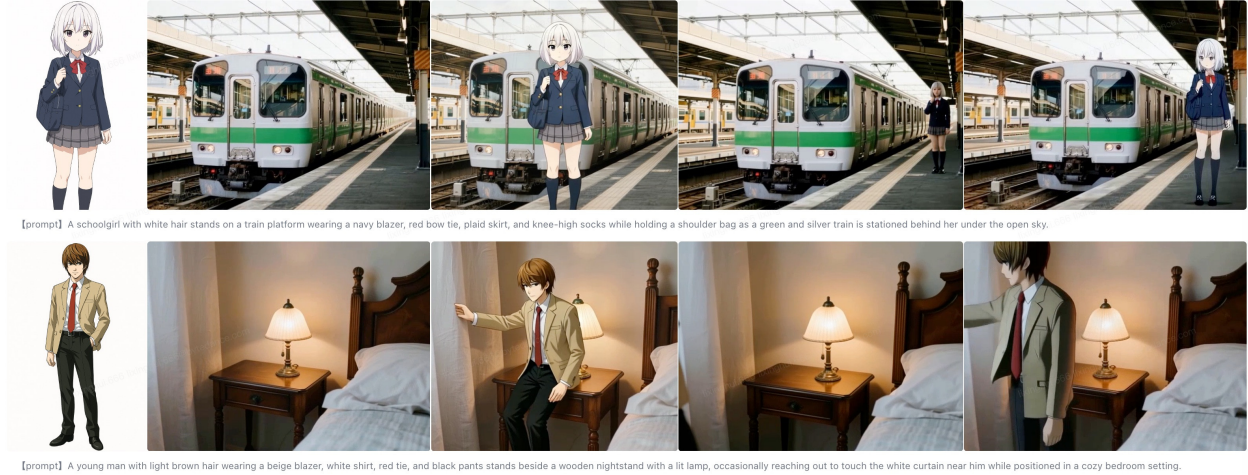 【prompt】A schoolgirl with white hair stands on a train platform wearing a navy blazer, red bow tie, plaid skirt, and knee-high socks while holding a shoulder bag as a green and silver train is stationed behind her under the open sky.
【prompt】A young man with light brown hair wearing a beige blazer, white shirt, red tie, and black pants stands beside a wooden nightstand with a lit lamp, occasionally reaching out to touch the white curtain near him while positioned in a cozy bedroom setting.